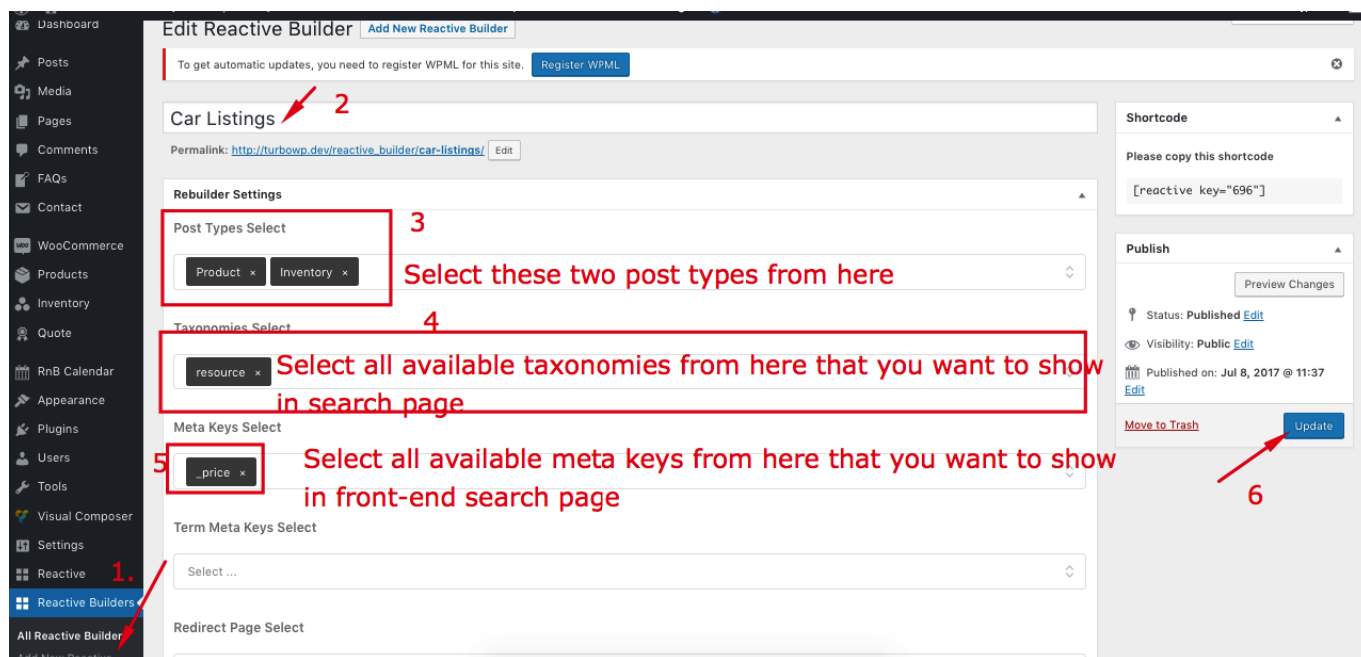 Dashboard
Posts
Media
Pages
Comments
FAQs
Contact
WooCommerce
Products
Inventory
Quote
RnB Calendar
Appearance
Plugins
Users
Tools
Visual Composer
Settings
Reactive
1.
Reactive Builders
All Reactive Builder
Add New Reactive
Edit Reactive Builder Add New Reactive Builder
To get automatic updates, you need to register WPML for this site. Register WPML
2
Car Listings
Permalink: http://turbowp.dev/reactive_builder/car-listings/ Edit
Rebuilder Settings
3
Post Types Select
Product × Inventory ×
Select these two post types from here
4
Taxonomies Select
resource ×
Select all available taxonomies from here that you want to show
in search page
Meta Keys Select
5
_price ×
Select all available meta keys from here that you want to show
in front-end search page
Term Meta Keys Select
Select ...
Redirect Page Select
Shortcode
Please copy this shortcode
[reactive key="696"]
Publish
Preview Changes
Status: Published Edit
Visibility: Public Edit
Published on: Jul 8, 2017 @ 11:37
Edit
Move to Trash Update
6